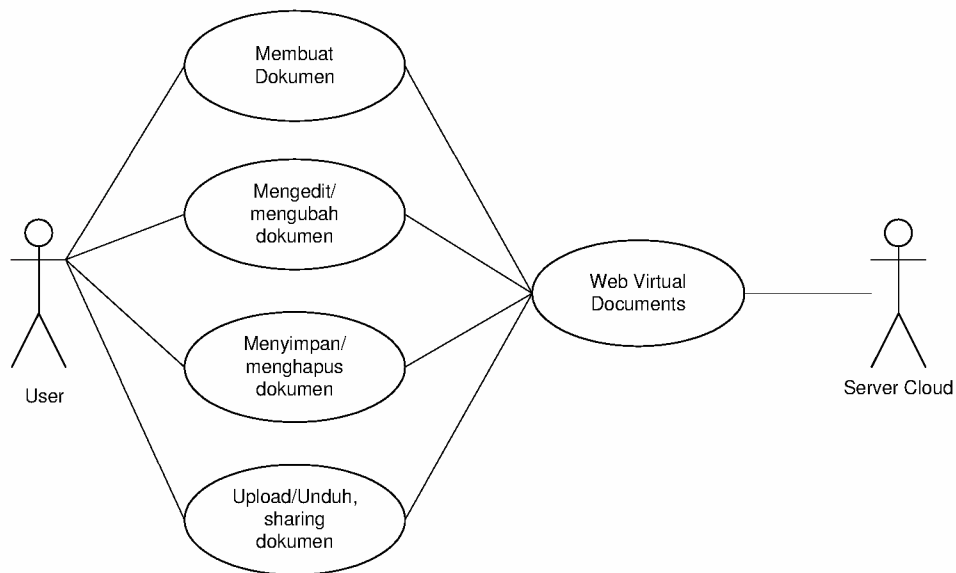 Membuat
Dokumen
Mengedit/
mengubah
dokumen
Web Virtual
Documents
Menyimpan/
menghapus
dokumen
User
Server Cloud
Upload/Unduh,
sharing
dokumen